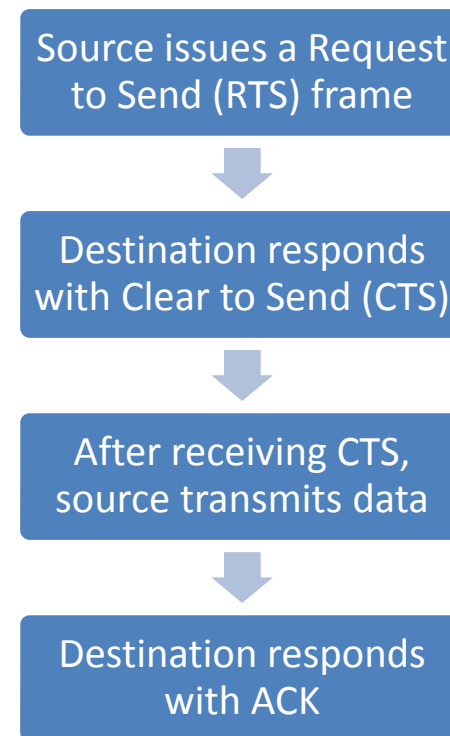 Source issues a Request
to Send (RTS) frame
Destination responds
with Clear to Send (CTS)
After receiving CTS,
source transmits data
Destination responds
with ACK